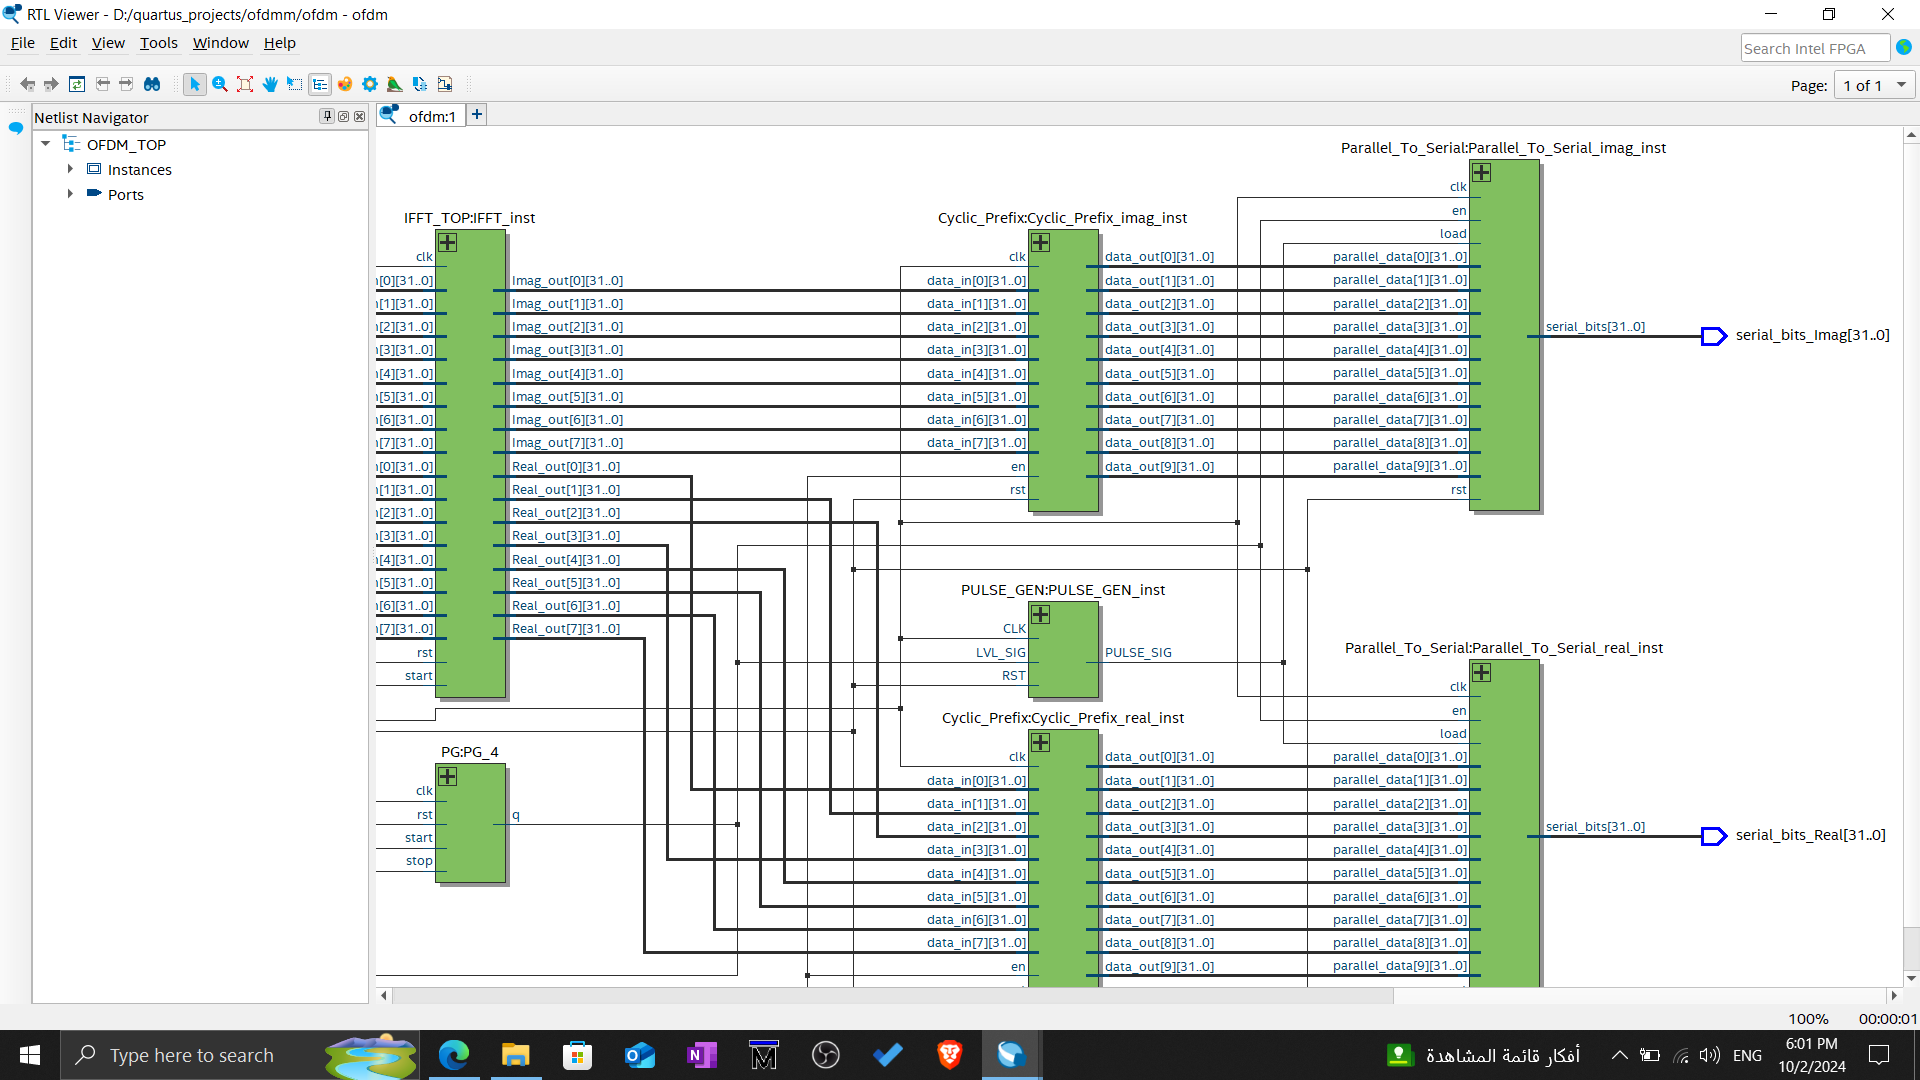 RTL Viewer - D:/quartus_projects/ofdmm/ofdm - ofdm
File Edit View Tools Window Help
Search Intel FPGA
Page: 1 of 1
Netlist Navigator
OFDM_TOP
Instances
Ports
ofdm:1
IFFT_TOP:IFFT_inst
clk
[0][31..0]
[1][31..0]
[2][31..0]
[3][31..0]
[4][31..0]
[5][31..0]
[6][31..0]
[7][31..0]
[0][31..0]
[1][31..0]
[2][31..0]
[3][31..0]
[4][31..0]
[5][31..0]
[6][31..0]
[7][31..0]
rst
start
Imag_out[0][31..0]
Imag_out[1][31..0]
Imag_out[2][31..0]
Imag_out[3][31..0]
Imag_out[4][31..0]
Imag_out[5][31..0]
Imag_out[6][31..0]
Imag_out[7][31..0]
Real_out[0][31..0]
Real_out[1][31..0]
Real_out[2][31..0]
Real_out[3][31..0]
Real_out[4][31..0]
Real_out[5][31..0]
Real_out[6][31..0]
Real_out[7][31..0]
PG:PG_4
clk
rst
start
stop
q
Cyclic_Prefix:Cyclic_Prefix_imag_inst
clk
data_in[0][31..0]
data_in[1][31..0]
data_in[2][31..0]
data_in[3][31..0]
data_in[4][31..0]
data_in[5][31..0]
data_in[6][31..0]
data_in[7][31..0]
en
rst
data_out[0][31..0]
data_out[1][31..0]
data_out[2][31..0]
data_out[3][31..0]
data_out[4][31..0]
data_out[5][31..0]
data_out[6][31..0]
data_out[7][31..0]
data_out[8][31..0]
data_out[9][31..0]
PULSE_GEN:PULSE_GEN_inst
CLK
LVL_SIG
RST
PULSE_SIG
Cyclic_Prefix:Cyclic_Prefix_real_inst
clk
data_in[0][31..0]
data_in[1][31..0]
data_in[2][31..0]
data_in[3][31..0]
data_in[4][31..0]
data_in[5][31..0]
data_in[6][31..0]
data_in[7][31..0]
en
data_out[0][31..0]
data_out[1][31..0]
data_out[2][31..0]
data_out[3][31..0]
data_out[4][31..0]
data_out[5][31..0]
data_out[6][31..0]
data_out[7][31..0]
data_out[8][31..0]
data_out[9][31..0]
Parallel_To_Serial:Parallel_To_Serial_imag_inst
clk
en
load
parallel_data[0][31..0]
parallel_data[1][31..0]
parallel_data[2][31..0]
parallel_data[3][31..0]
parallel_data[4][31..0]
parallel_data[5][31..0]
parallel_data[6][31..0]
parallel_data[7][31..0]
parallel_data[8][31..0]
parallel_data[9][31..0]
rst
serial_bits[31..0]
serial_bits_Imag[31..0]
Parallel_To_Serial:Parallel_To_Serial_real_inst
clk
en
load
parallel_data[0][31..0]
parallel_data[1][31..0]
parallel_data[2][31..0]
parallel_data[3][31..0]
parallel_data[4][31..0]
parallel_data[5][31..0]
parallel_data[6][31..0]
parallel_data[7][31..0]
parallel_data[8][31..0]
parallel_data[9][31..0]
serial_bits[31..0]
serial_bits_Real[31..0]
100% 00:00:01
Type here to search
أفكار قائمة المشاهدة
ENG
6:01 PM
10/2/2024